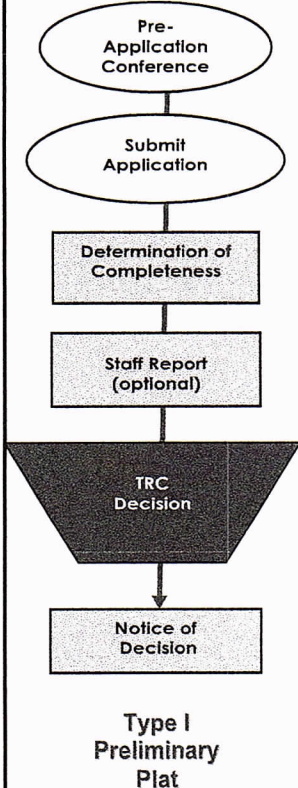 Pre-
Application
Conference
Submit
Application
Determination of
Completeness
Staff Report
(optional)
TRC
Decision
Notice of
Decision
Type I
Preliminary
Plat